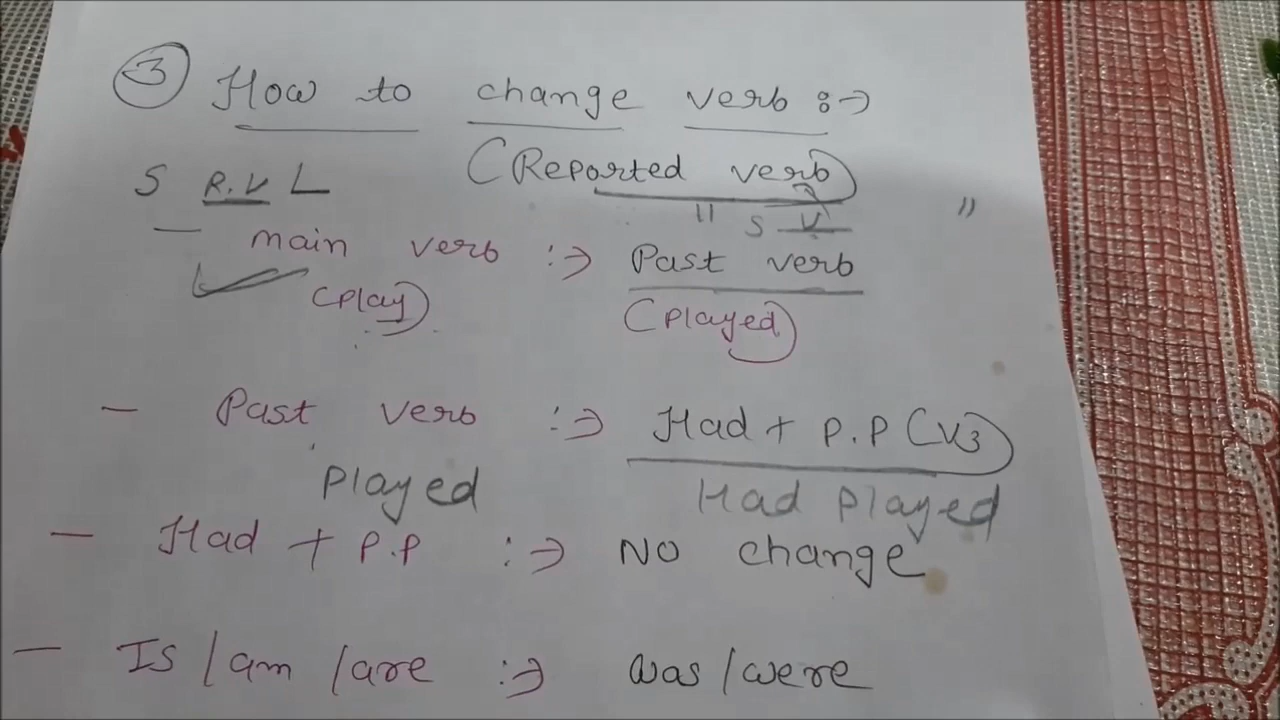 ③ How to change verb :→
(Reported verb)
S R.V L
" S V "
— main verb :→ Past verb
(Play) (Played)
— Past verb :→ Had + P.P (V3)
Played Had Played
— Had + P.P :→ No change
— Is/am/are :→ was/were